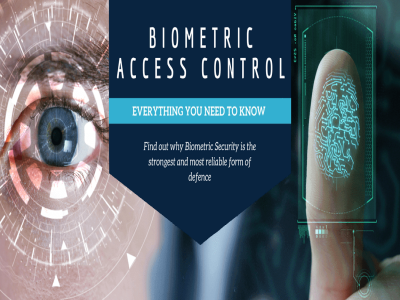 BIOMETRIC
ACCESS CONTROL
EVERYTHING YOU NEED TO KNOW
Find out why Biometric Security is the
strongest and most reliable form of
defence